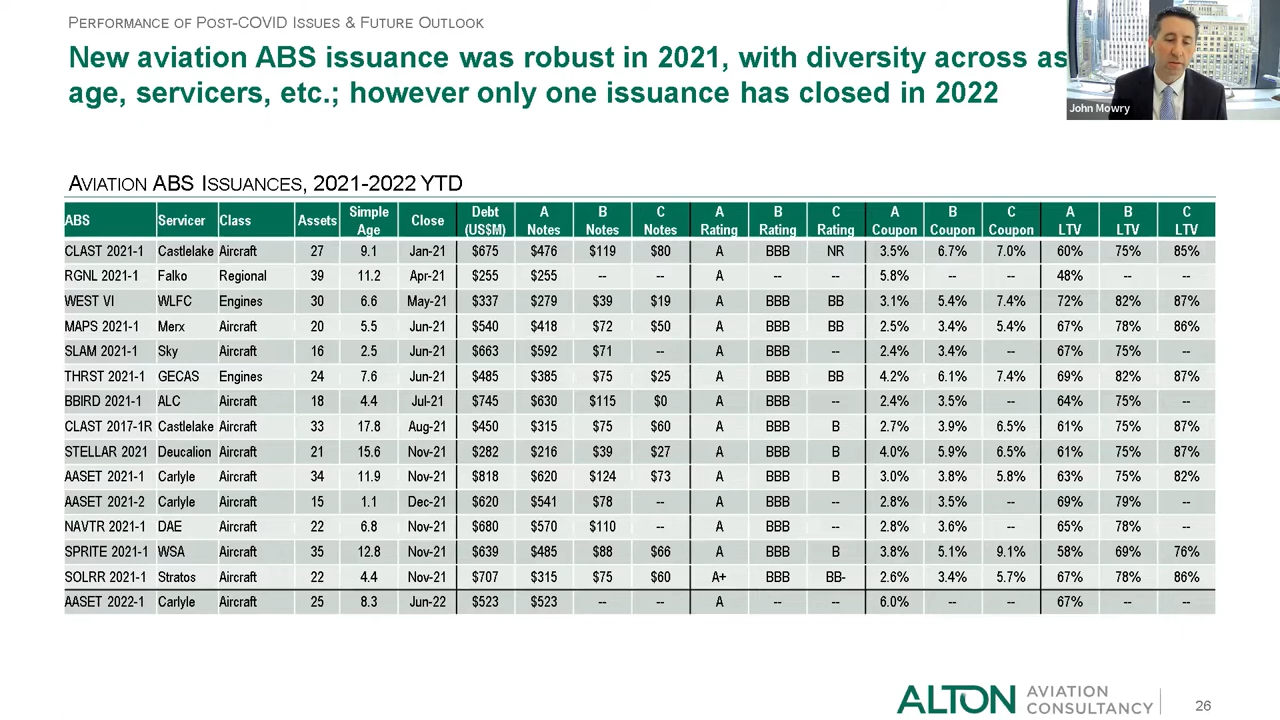 PERFORMANCE OF POST-COVID ISSUES & FUTURE OUTLOOK
New aviation ABS issuance was robust in 2021, with diversity across as
age, servicers, etc.; however only one issuance has closed in 2022
John Mowry
AVIATION ABS ISSUANCES, 2021-2022 YTD
ABS Servicer Class Assets Simple Age Close Debt (US$M) A Notes B Notes C Notes A Rating B Rating C Rating A Coupon B Coupon C Coupon A LTV B LTV C LTV
CLAST 2021-1 Castlelake Aircraft 27 9.1 Jan-21 $675 $476 $119 $80 A BBB NR 3.5% 6.7% 7.0% 60% 75% 85%
RGNL 2021-1 Falko Regional 39 11.2 Apr-21 $255 $255 -- -- A -- -- 5.8% -- -- 48% -- --
WEST VI WLFC Engines 30 6.6 May-21 $337 $279 $39 $19 A BBB BB 3.1% 5.4% 7.4% 72% 82% 87%
MAPS 2021-1 Merx Aircraft 20 5.5 Jun-21 $540 $418 $72 $50 A BBB BB 2.5% 3.4% 5.4% 67% 78% 86%
SLAM 2021-1 Sky Aircraft 16 2.5 Jun-21 $663 $592 $71 -- A BBB -- 2.4% 3.4% -- 67% 75% --
THRST 2021-1 GECAS Engines 24 7.6 Jun-21 $485 $385 $75 $25 A BBB BB 4.2% 6.1% 7.4% 69% 82% 87%
BBIRD 2021-1 ALC Aircraft 18 4.4 Jul-21 $745 $630 $115 $0 A BBB -- 2.4% 3.5% -- 64% 75% --
CLAST 2017-1R Castlelake Aircraft 33 17.8 Aug-21 $450 $315 $75 $60 A BBB B 2.7% 3.9% 6.5% 61% 75% 87%
STELLAR 2021 Deucalion Aircraft 21 15.6 Nov-21 $282 $216 $39 $27 A BBB B 4.0% 5.9% 6.5% 61% 75% 87%
AASET 2021-1 Carlyle Aircraft 34 11.9 Nov-21 $818 $620 $124 $73 A BBB B 3.0% 3.8% 5.8% 63% 75% 82%
AASET 2021-2 Carlyle Aircraft 15 1.1 Dec-21 $620 $541 $78 -- A BBB -- 2.8% 3.5% -- 69% 79% --
NAVTR 2021-1 DAE Aircraft 22 6.8 Nov-21 $680 $570 $110 -- A BBB -- 2.8% 3.6% -- 65% 78% --
SPRITE 2021-1 WSA Aircraft 35 12.8 Nov-21 $639 $485 $88 $66 A BBB B 3.8% 5.1% 9.1% 58% 69% 76%
SOLRR 2021-1 Stratos Aircraft 22 4.4 Nov-21 $707 $315 $75 $60 A+ BBB BB- 2.6% 3.4% 5.7% 67% 78% 86%
AASET 2022-1 Carlyle Aircraft 25 8.3 Jun-22 $523 $523 -- -- A -- -- 6.0% -- -- 67% -- --
ALTON AVIATION CONSULTANCY
26